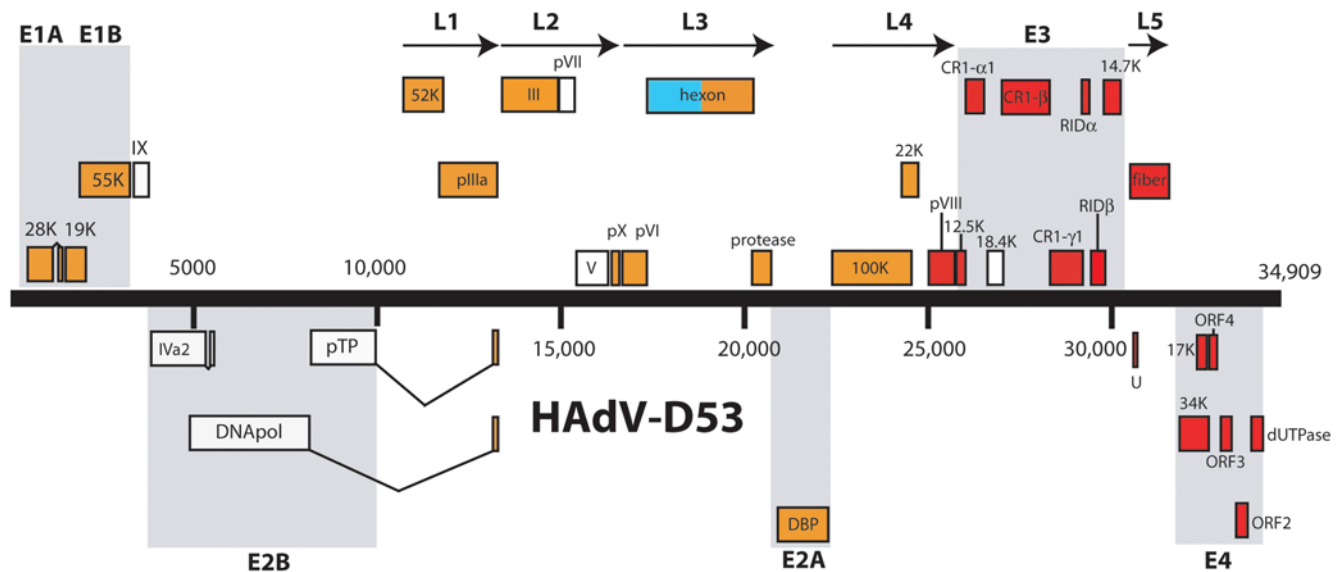 E1A E1B L1 L2 L3 L4 E3 L5
pVII CR1-α1 14.7K
52K III hexon CR1-β
RIDα
IX 22K
55K pIIIa fiber
pVIII RIDβ
28K 19K pX pVI protease 12.5K 18.4K CR1-γ1
5000 10,000 V 100K 34,909
IVa2 pTP 15,000 20,000 25,000 30,000 17K ORF4
U
34K
HAdV-D53
DNApol dUTPase
ORF3
DBP ORF2
E2B E2A E4